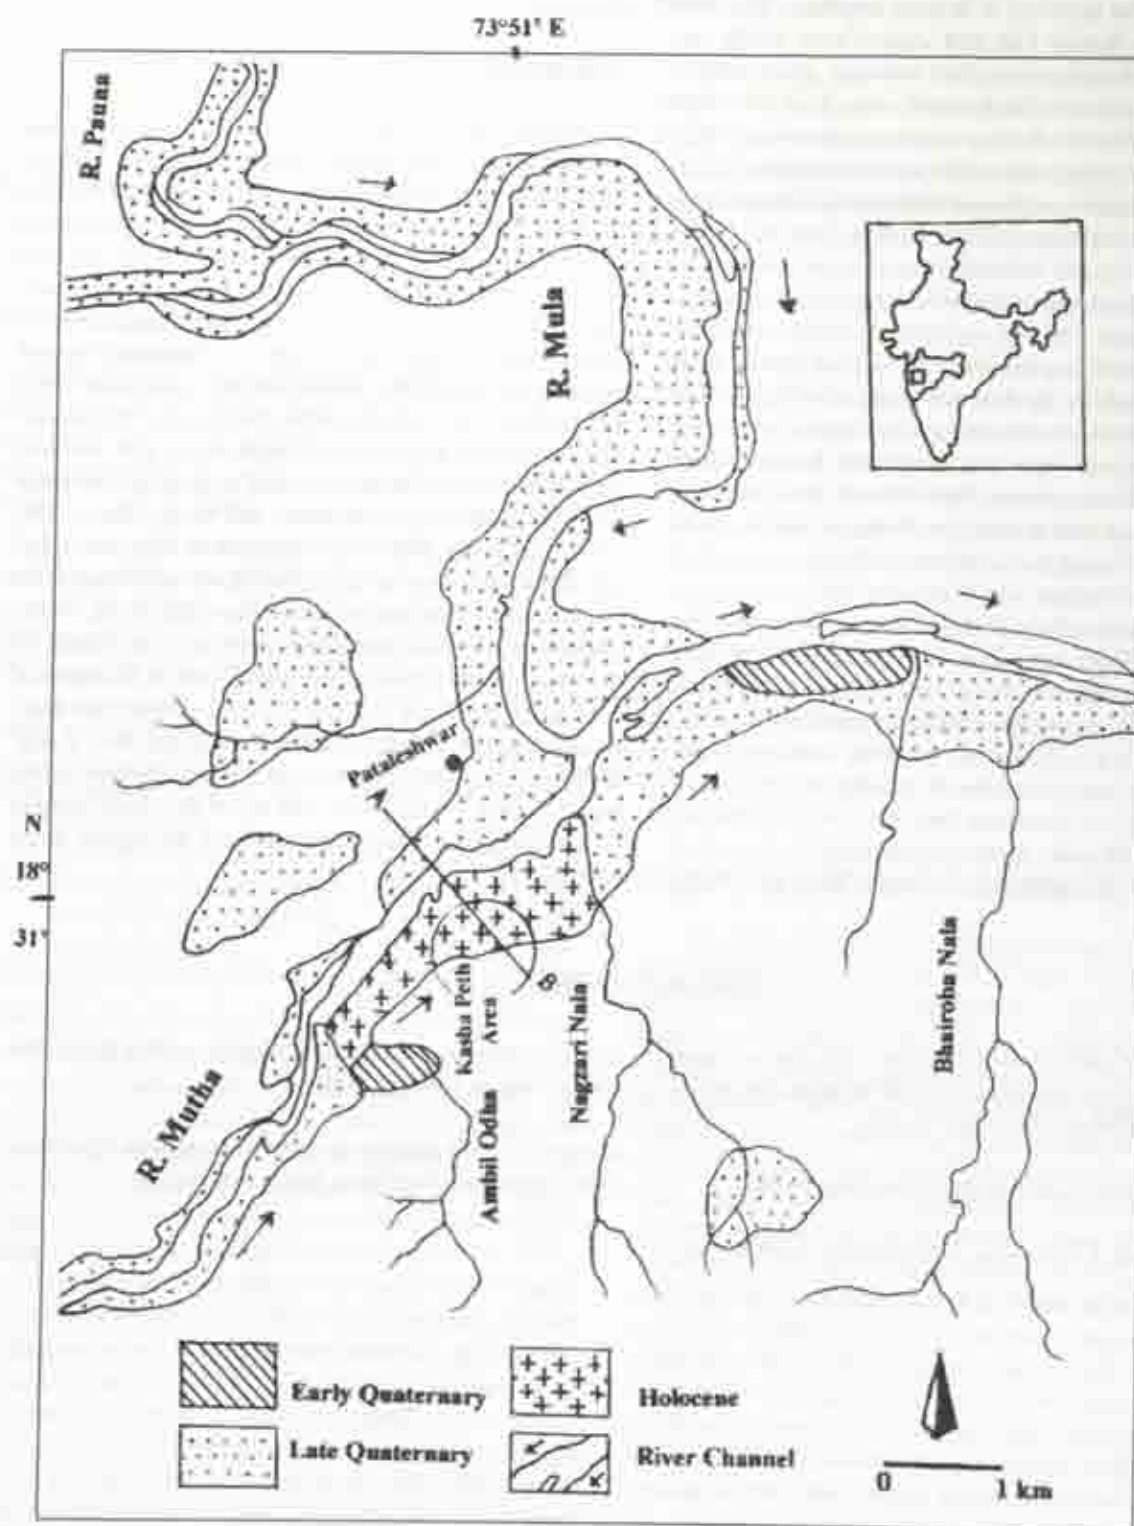 73°51' E
R. Pauna
R. Mula
Pataleshwar
A
N
18°
31'
B
Kasba Peth
Area
Nagzari Nala
Bhairoba Nala
Ambil Odha
R. Mutha
Early Quaternary
Holocene
Late Quaternary
River Channel
0
1 km